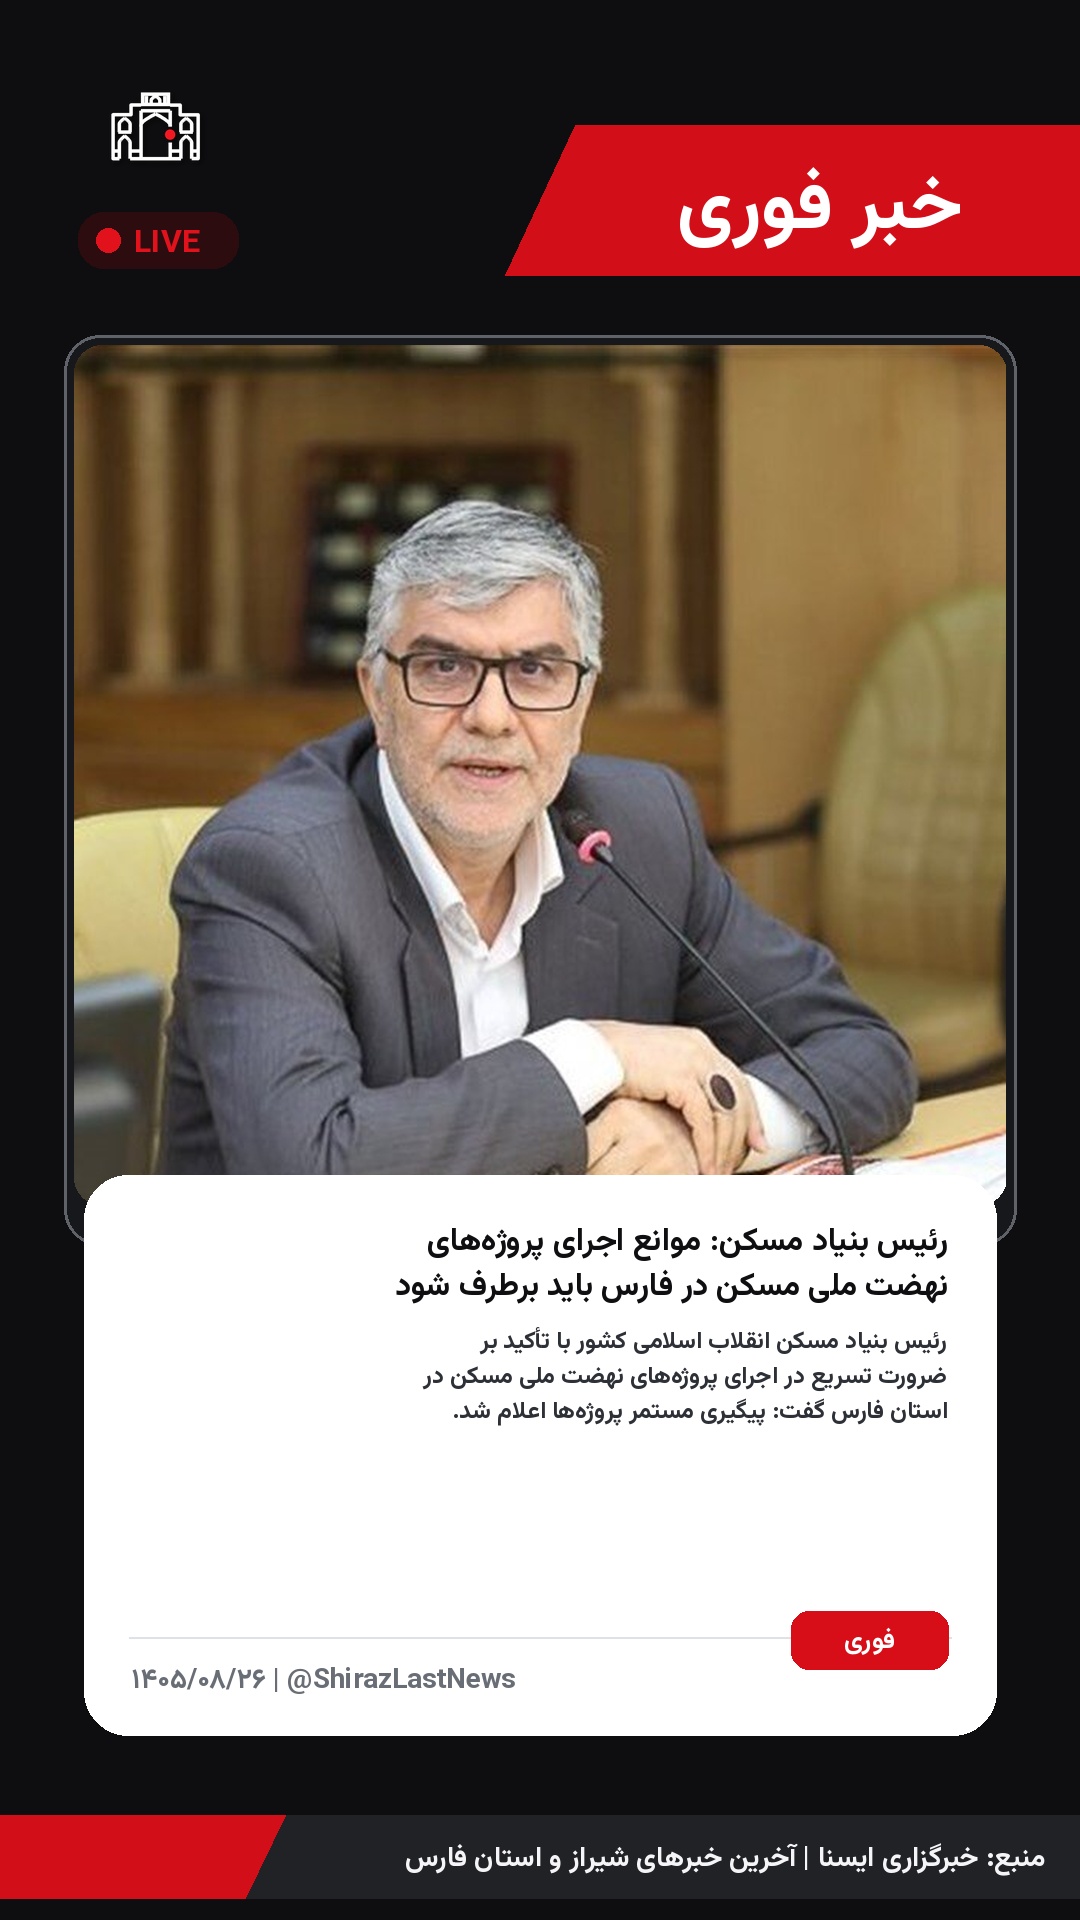 LIVE
خبر فوری
رئیس بنیاد مسکن: موانع اجرای پروژه‌های
نهضت ملی مسکن در فارس باید برطرف شود
رئیس بنیاد مسکن انقلاب اسلامی کشور با تأکید بر
ضرورت تسریع در اجرای پروژه‌های نهضت ملی مسکن در
استان فارس گفت: پیگیری مستمر پروژه‌ها اعلام شد.
فوری
۱۴۰۵/۰۸/۲۶ | @ShirazLastNews
منبع: خبرگزاری ایسنا | آخرین خبرهای شیراز و استان فارس